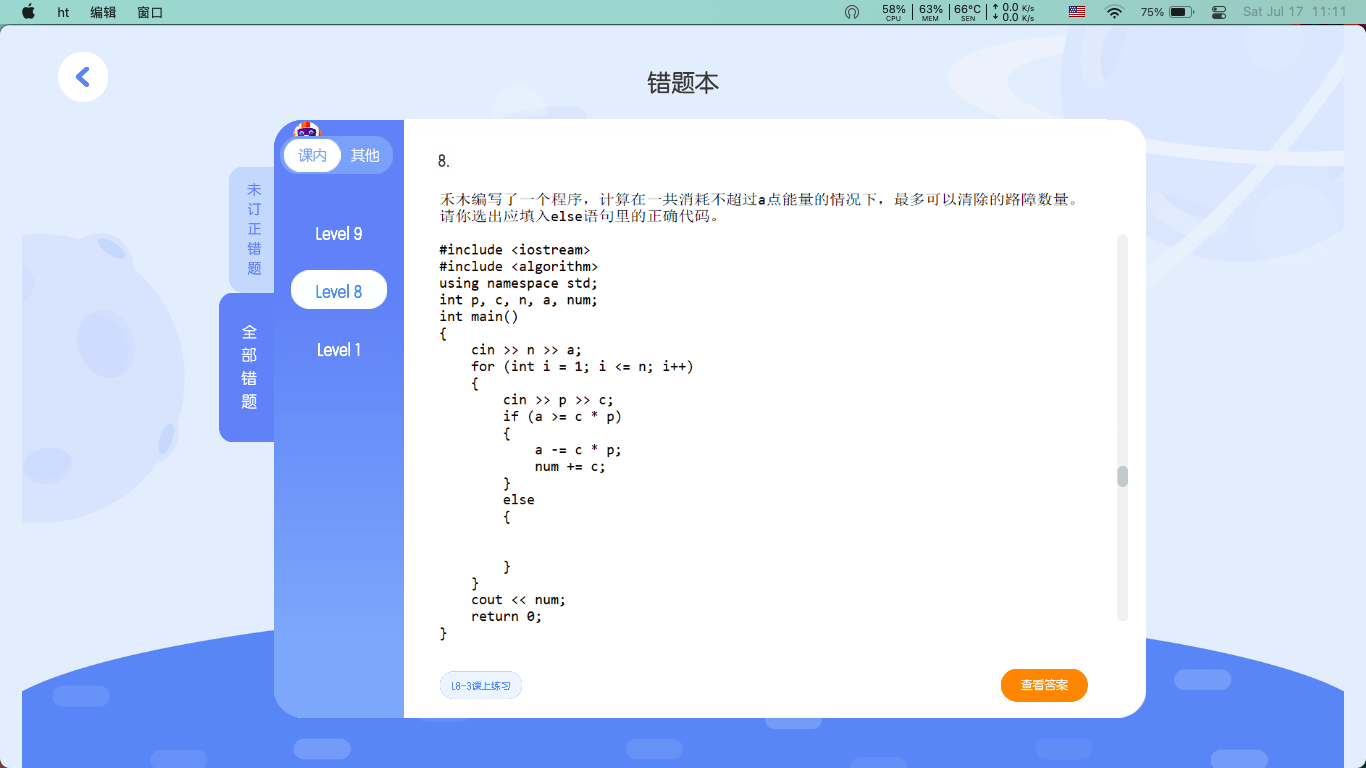 ht 编辑 窗口 58% CPU 63% MEM 66°C SEN 0.0 K/s 0.0 K/s 75% Sat Jul 17 11:11
错题本
课内 其他
未订正错题
全部错题
Level 9
Level 8
Level 1
8.
禾木编写了一个程序，计算在一共消耗不超过a点能量的情况下，最多可以清除的路障数量。
请你选出应填入else语句里的正确代码。
#include <iostream>
#include <algorithm>
using namespace std;
int p, c, n, a, num;
int main()
{
    cin >> n >> a;
    for (int i = 1; i <= n; i++)
    {
        cin >> p >> c;
        if (a >= c * p)
        {
            a -= c * p;
            num += c;
        }
        else
        {
        }
    }
    cout << num;
    return 0;
}
L8-3课上练习
查看答案